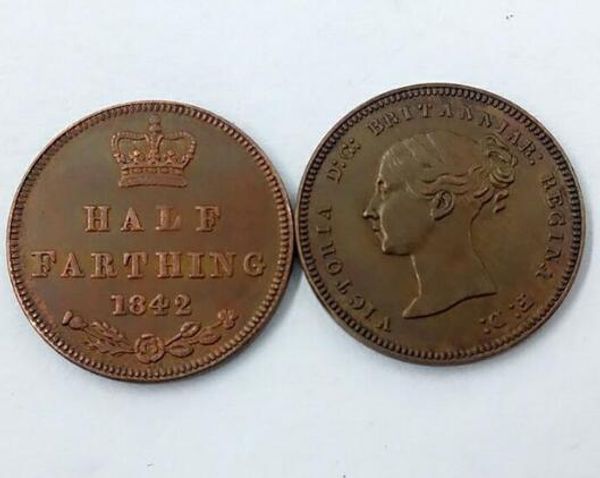 HALF
FARTHING
1842
VICTORIA D:G: BRITANNIAR: REGINA F:D: